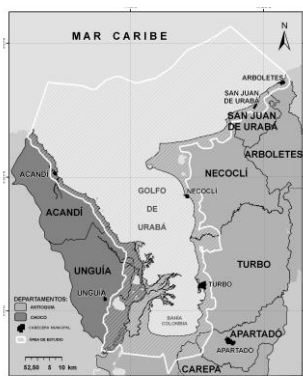 MAR CARIBE
N
ARBOLETES
SAN JUAN
DE URABÁ
SAN JUAN
DE URABÁ
ARBOLETES
ACANDÍ
ACANDÍ
GOLFO
DE
URABÁ
NECOCLÍ
NECOCLÍ
UNGUÍA
UNGUIA
TURBO
TURBO
BAHÍA
COLOMBIA
APARTADO
APARTADO
CAREPA
DEPARTAMENTOS:
ANTIOQUIA
CHOCÓ
CABECERA MUNICIPAL
ÁREA DE ESTUDIO
52,50 5 10 km